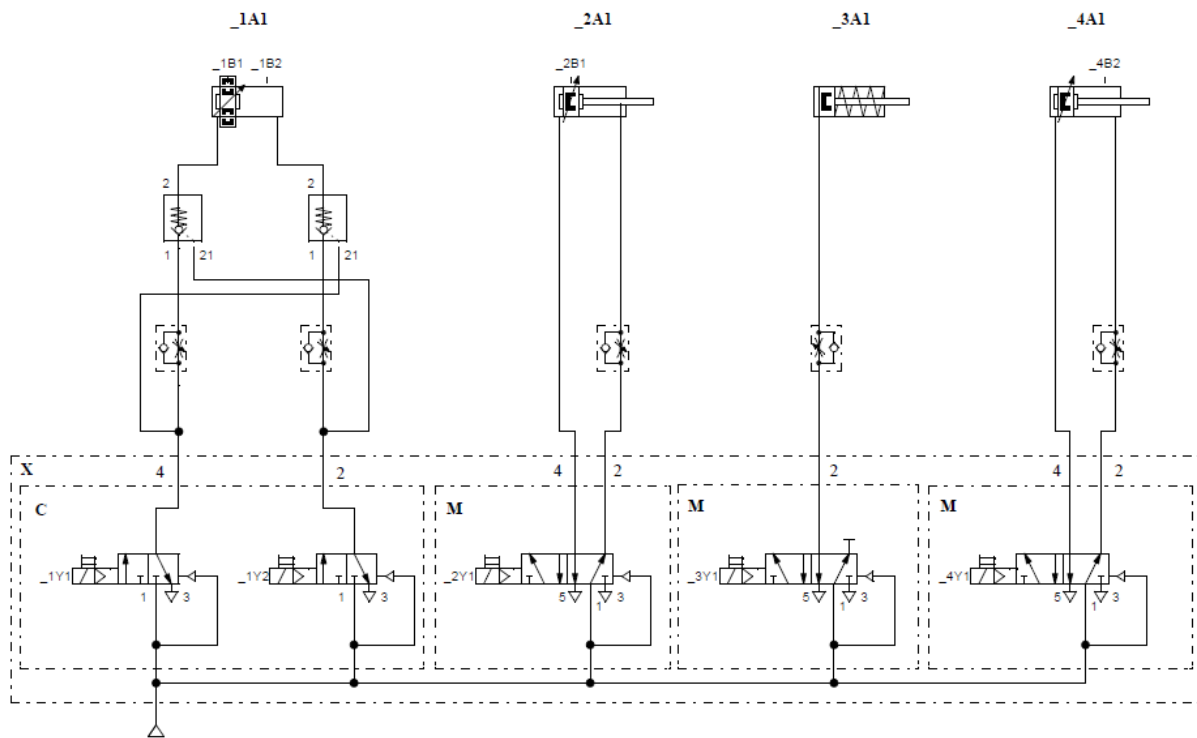 _1A1 _2A1 _3A1 _4A1
_1B1 _1B2 _2B1 _4B2
2 2
1 21 1 21
X 4 2 4 2 2 4 2
C M M M
_1Y1 _1Y2 _2Y1 _3Y1 _4Y1
1 3 1 3 5 1 3 5 1 3 5 1 3